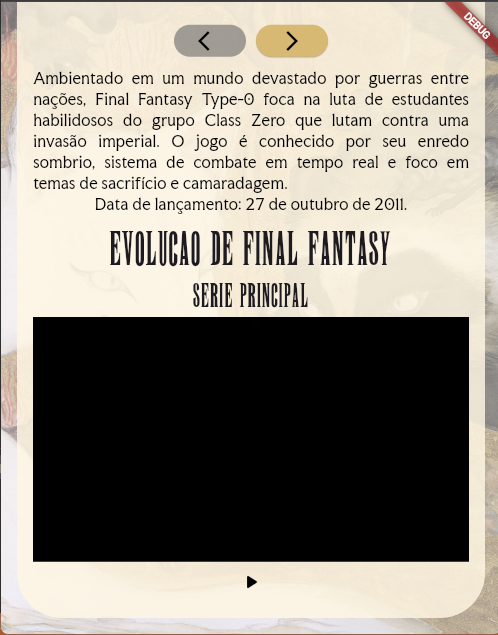 DEBUG
Ambientado em um mundo devastado por guerras entre
nações, Final Fantasy Type-0 foca na luta de estudantes
habilidosos do grupo Class Zero que lutam contra uma
invasão imperial. O jogo é conhecido por seu enredo
sombrio, sistema de combate em tempo real e foco em
temas de sacrifício e camaradagem.
Data de lançamento: 27 de outubro de 2011.
EVOLUCAO DE FINAL FANTASY
SERIE PRINCIPAL